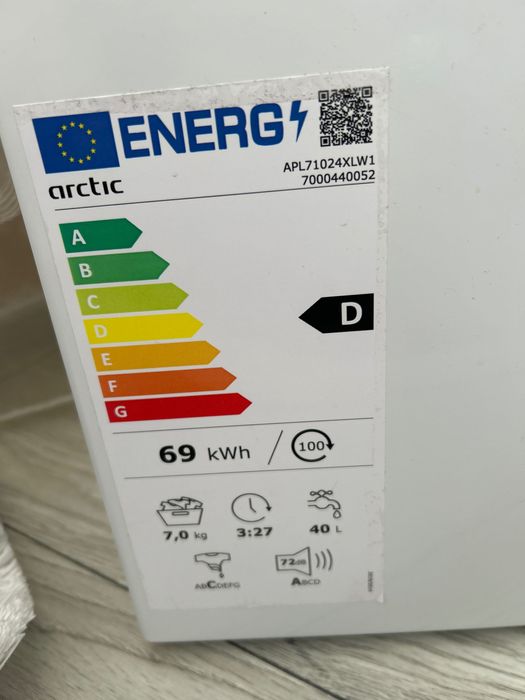 ENERG
arctic
APL71024XLW1
7000440052
A
B
C
D
E
F
G
D
69 kWh / 100
7,0 kg
3:27
40 L
72dB
ABCDEFG
ABCD